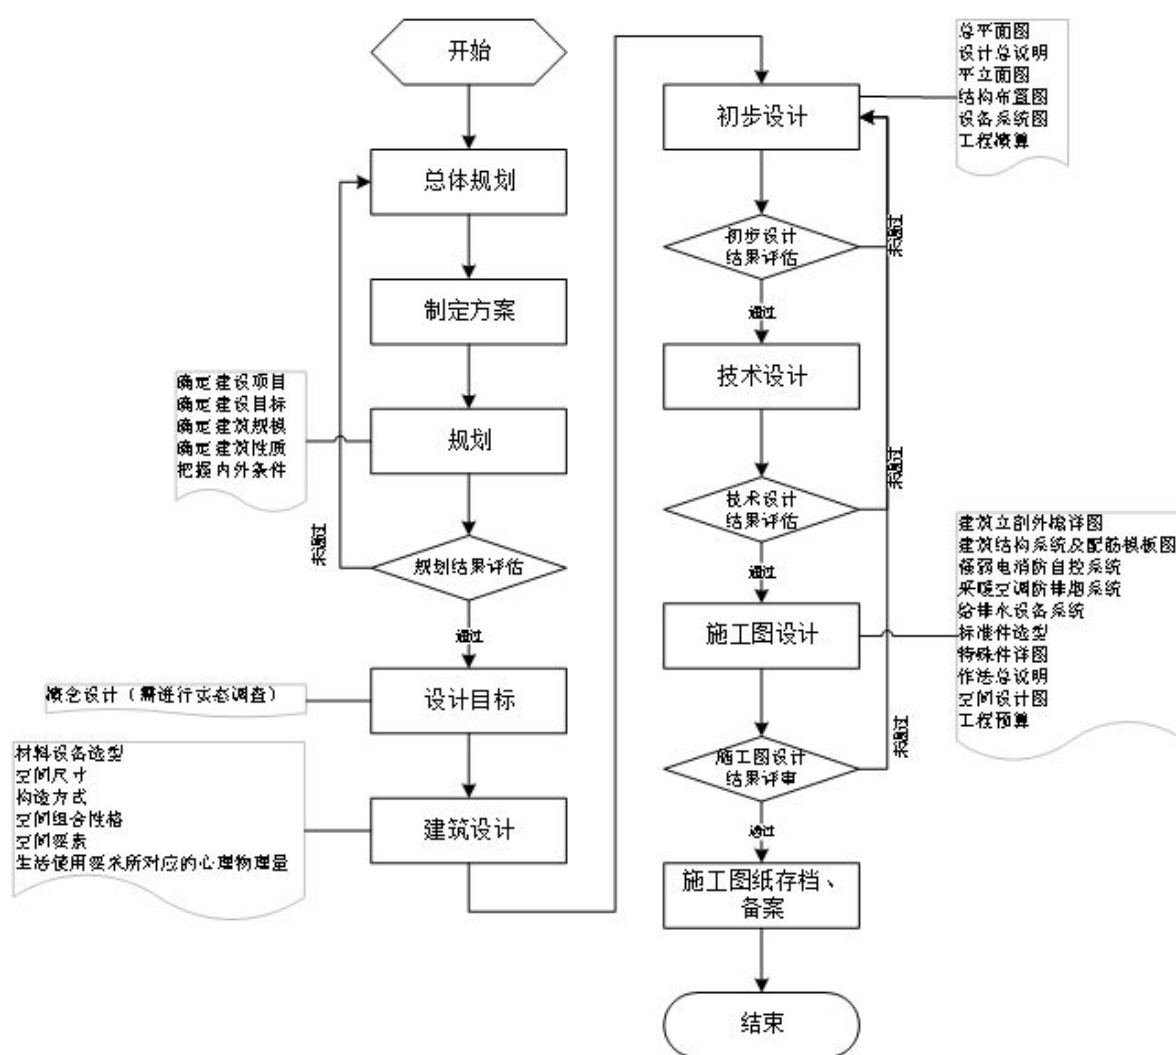 开始
总体规划
制定方案
确定建设项目
确定建设目标
确定建筑规模
确定建筑性质
把握内外条件
规划
未通过
规划结果评估
通过
概念设计（需进行实态调查）
设计目标
材料设备选型
空间尺寸
构造方式
空间组合性格
空间要素
生活使用要求所对应的心理物理量
建筑设计
总平面图
设计总说明
平立面图
结构布置图
设备系统图
工程概算
初步设计
未通过
初步设计
结果评估
通过
技术设计
未通过
技术设计
结果评估
通过
建筑立剖外墙详图
建筑结构系统及配筋模板图
强弱电消防自控系统
采暖空调防排烟系统
给排水设备系统
标准件选型
特殊件详图
作法总说明
空间设计图
工程预算
施工图设计
未通过
施工图设计
结果评审
通过
施工图纸存档、
备案
结束